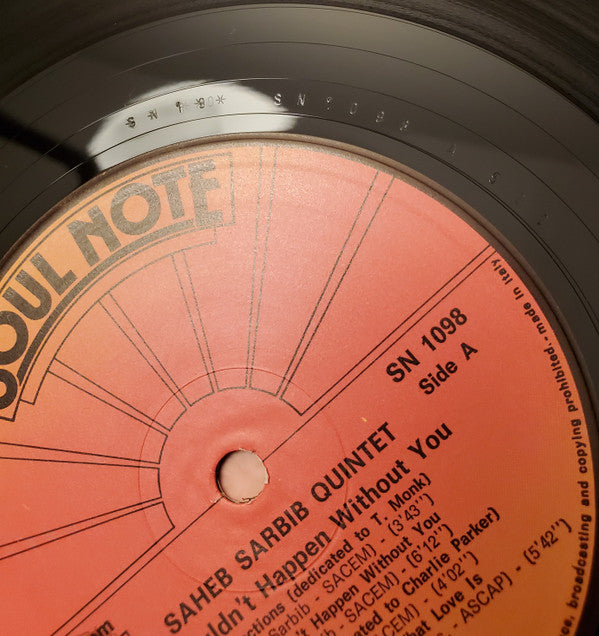 SN 1098 A
SOUL NOTE
SN 1098
Side A
SAHEB SARBIB QUINTET
ldn't Happen Without You
ctions (dedicated to T. Monk)
Sarbib - SACEM) - (3'43")
't Happen Without You
- SACEM) - (6'12")
ated to Charlie Parker)
- (4'02")
hat Love Is
- ASCAP) - (5'42")
broadcasting and copying prohibited. - made in Italy